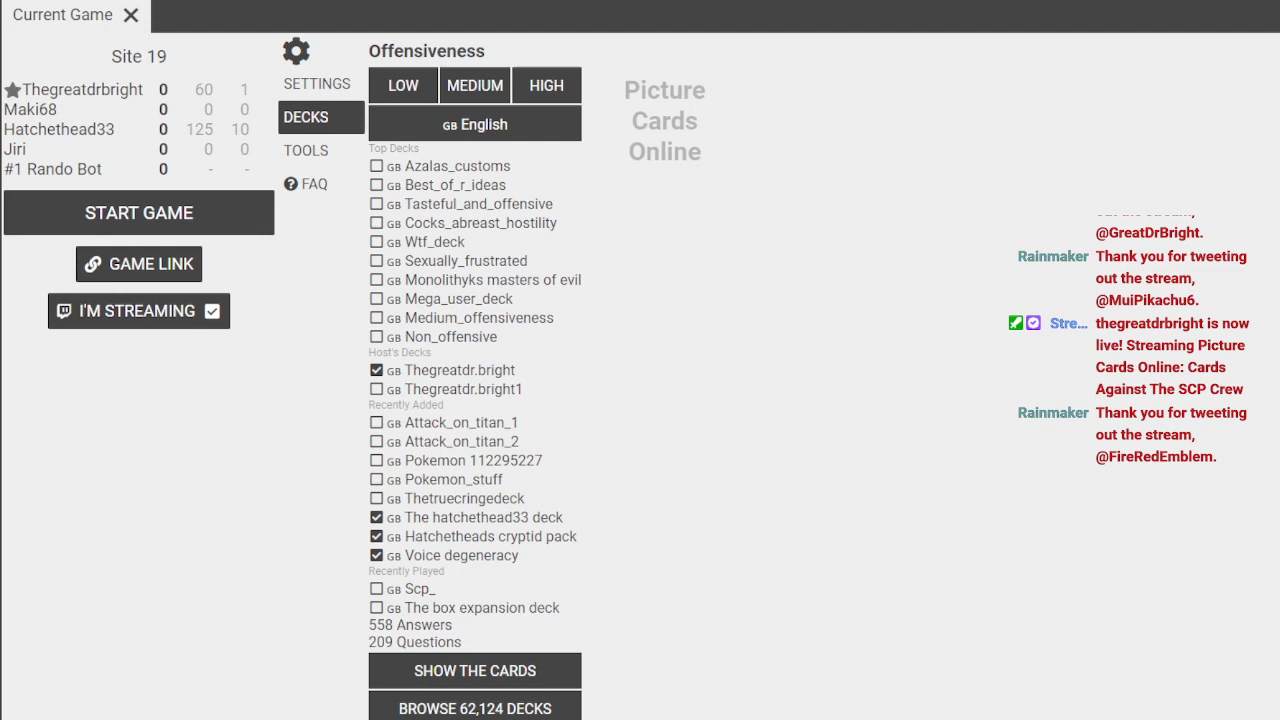 Current Game
Site 19
Thegreatdrbright 0 60 1
Maki68 0 0 0
Hatchethead33 0 125 10
Jiri 0 0 0
#1 Rando Bot 0 - -
START GAME
GAME LINK
I'M STREAMING
SETTINGS
DECKS
TOOLS
FAQ
Offensiveness
LOW MEDIUM HIGH
GB English
Top Decks
GB Azalas_customs
GB Best_of_r_ideas
GB Tasteful_and_offensive
GB Cocks_abreast_hostility
GB Wtf_deck
GB Sexually_frustrated
GB Monolithyks masters of evil
GB Mega_user_deck
GB Medium_offensiveness
GB Non_offensive
Host's Decks
GB Thegreatdr.bright
GB Thegreatdr.bright1
Recently Added
GB Attack_on_titan_1
GB Attack_on_titan_2
GB Pokemon 112295227
GB Pokemon_stuff
GB Thetruecringedeck
GB The hatchethead33 deck
GB Hatchetheads cryptid pack
GB Voice degeneracy
Recently Played
GB Scp_
GB The box expansion deck
558 Answers
209 Questions
SHOW THE CARDS
BROWSE 62,124 DECKS
Picture
Cards
Online
@GreatDrBright.
Rainmaker Thank you for tweeting
out the stream,
@MuiPikachu6.
Stre... thegreatdrbright is now
live! Streaming Picture
Cards Online: Cards
Against The SCP Crew
Rainmaker Thank you for tweeting
out the stream,
@FireRedEmblem.